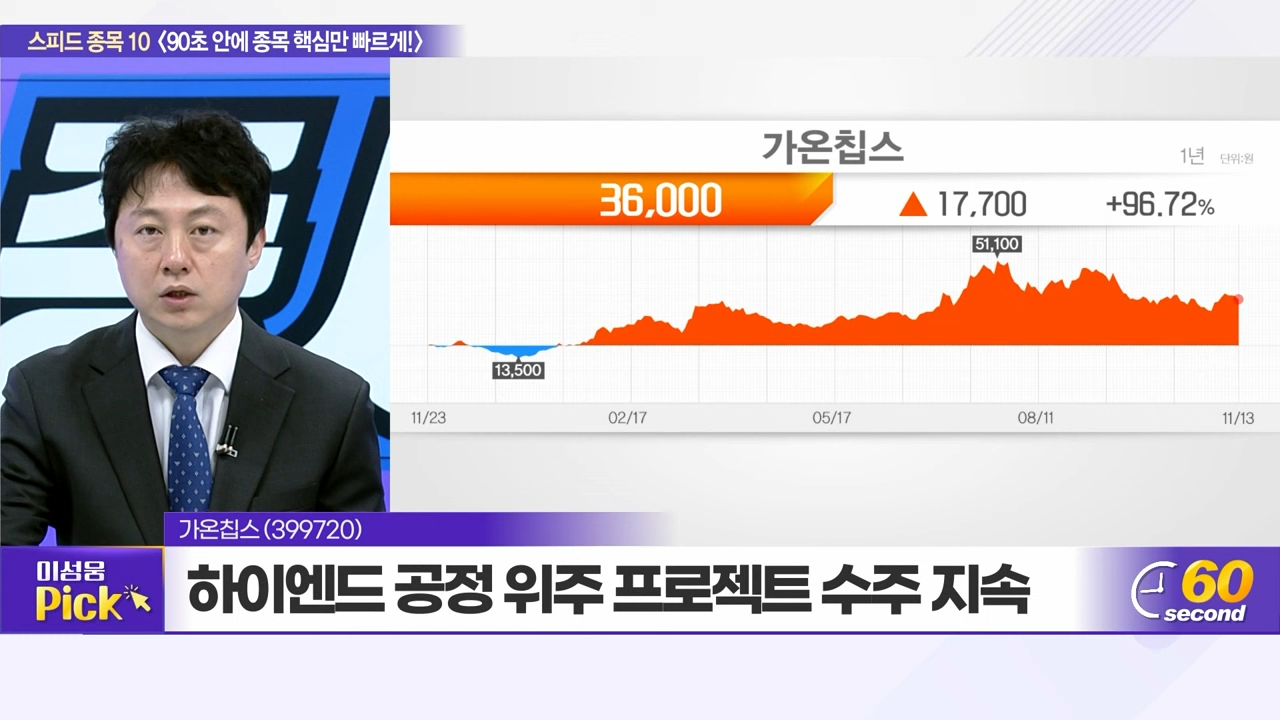 스피드 종목 10 〈90초 안에 종목 핵심만 빠르게!〉
가온칩스
1년 단위:원
36,000 ▲ 17,700 +96.72%
51,100
13,500
11/23 02/17 05/17 08/11 11/13
가온칩스 (399720)
이성웅
Pick
하이엔드 공정 위주 프로젝트 수주 지속
60
second